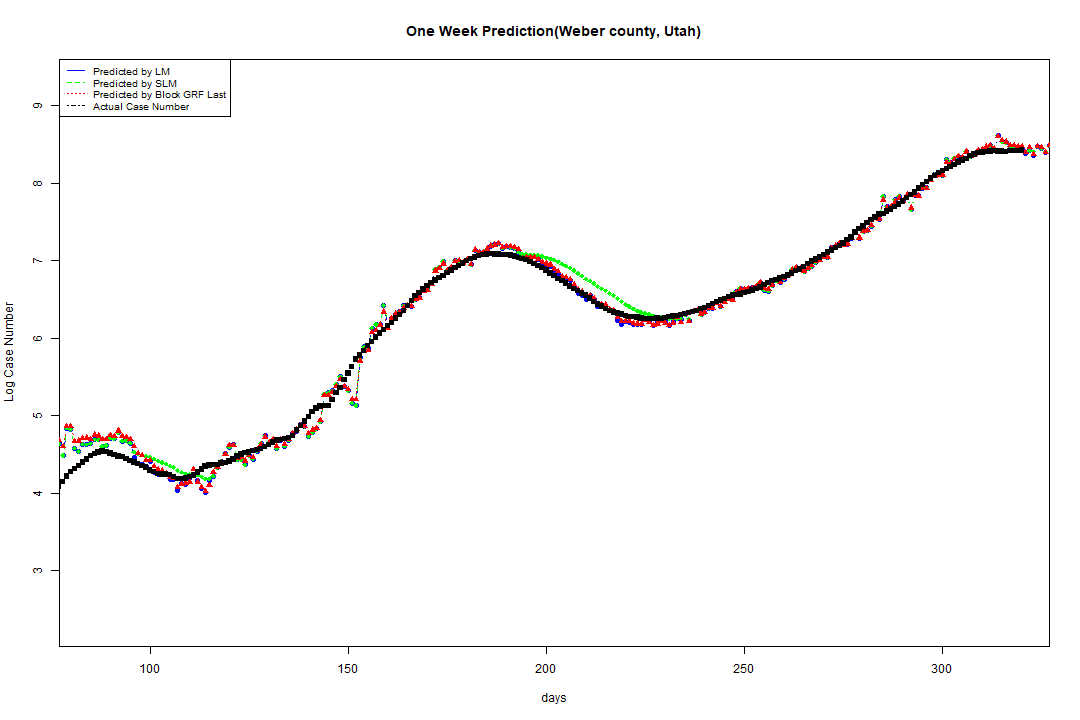 One Week Prediction(Weber county, Utah)
Predicted by LM
Predicted by SLM
Predicted by Block GRF Last
Actual Case Number
9
8
7
6
5
4
3
Log Case Number
100 150 200 250 300
days